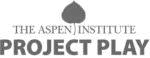 THE ASPEN INSTITUTE
PROJECT PLAY